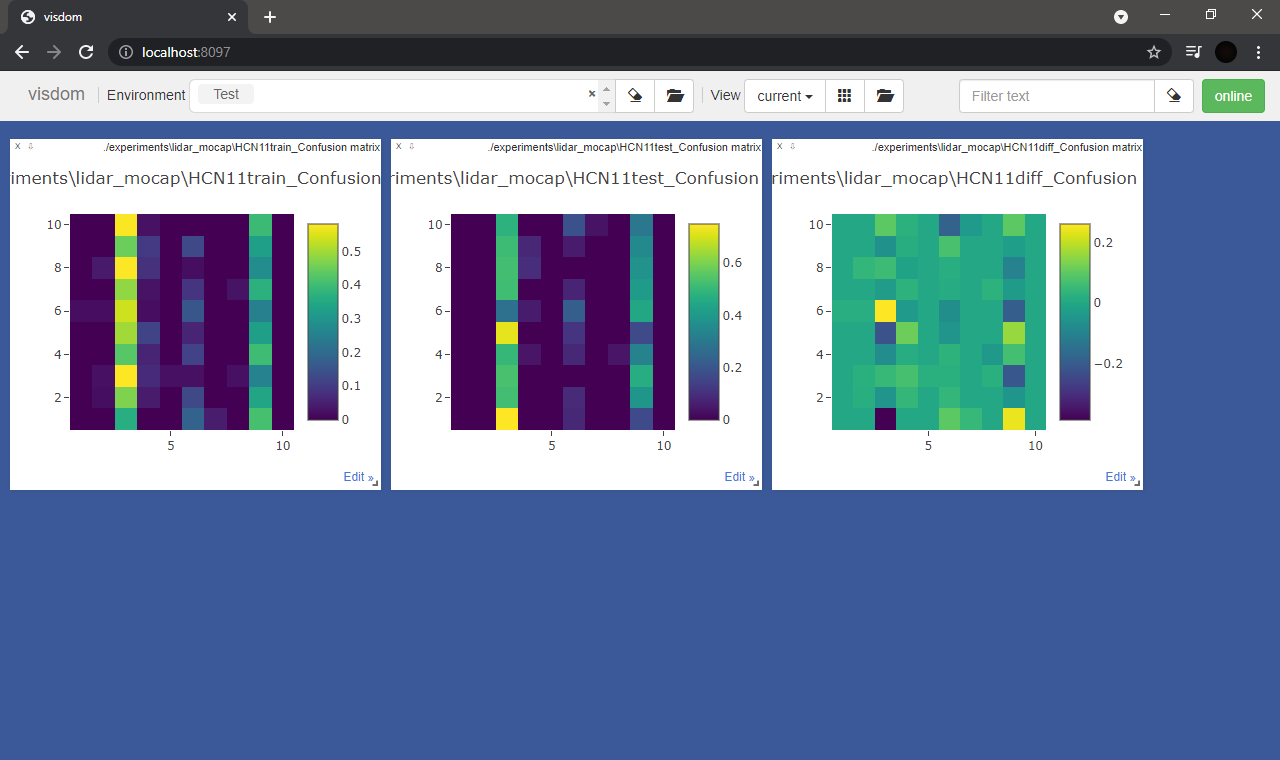 visdom
localhost:8097
visdom Environment Test × View current Filter text online
X ./experiments\lidar_mocap\HCN11train_Confusion matrix
iments\lidar_mocap\HCN11train_Confusion
10
8
6
4
2
5 10
0.5
0.4
0.3
0.2
0.1
0
Edit »
X ./experiments\lidar_mocap\HCN11test_Confusion matrix
riments\lidar_mocap\HCN11test_Confusion
10
8
6
4
2
5 10
0.6
0.4
0.2
0
Edit »
X ./experiments\lidar_mocap\HCN11diff_Confusion matrix
riments\lidar_mocap\HCN11diff_Confusion
10
8
6
4
2
5 10
0.2
0
−0.2
Edit »